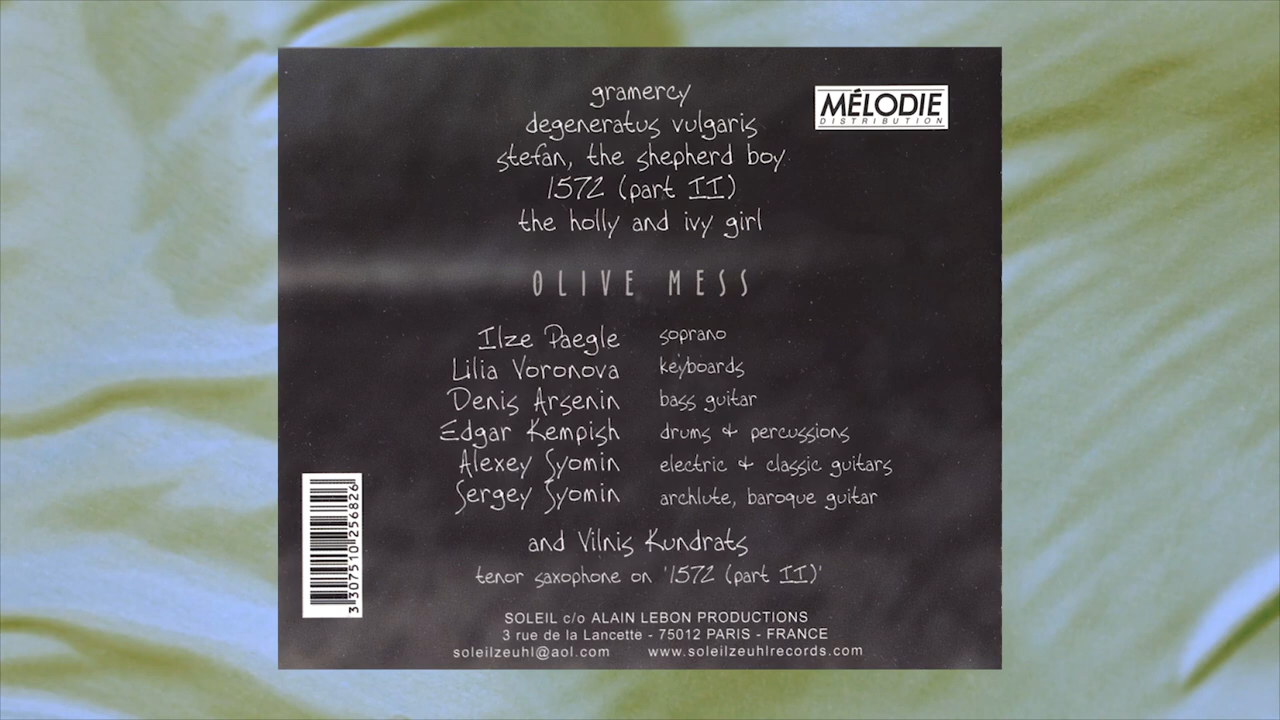 gramercy
degeneratus vulgaris
stefan, the shepherd boy
1572 (part II)
the holly and ivy girl
MÉLODIE
DISTRIBUTION
OLIVE MESS
Ilze Paegle soprano
Lilia Voronova keyboards
Denis Arsenin bass guitar
Edgar Kempish drums & percussions
Alexey Syomin electric & classic guitars
Sergey Syomin archlute, baroque guitar
and Vilnis Kundrats
tenor saxophone on '1572 (part II)'
3 307510 256826
SOLEIL c/o ALAIN LEBON PRODUCTIONS
3 rue de la Lancette - 75012 PARIS - FRANCE
soleilzeuhl@aol.com www.soleilzeuhlrecords.com